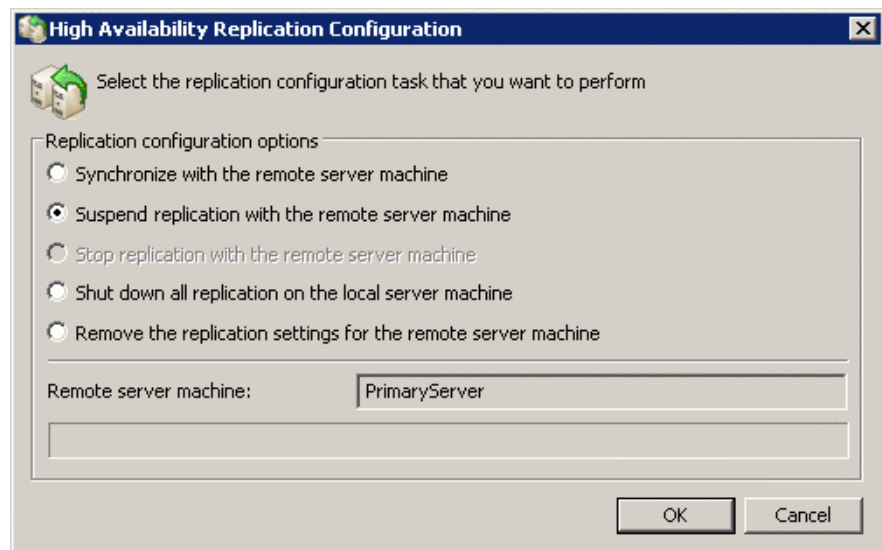 High Availability Replication Configuration
Select the replication configuration task that you want to perform
Replication configuration options
Synchronize with the remote server machine
Suspend replication with the remote server machine
Stop replication with the remote server machine
Shut down all replication on the local server machine
Remove the replication settings for the remote server machine
Remote server machine: PrimaryServer
OK Cancel